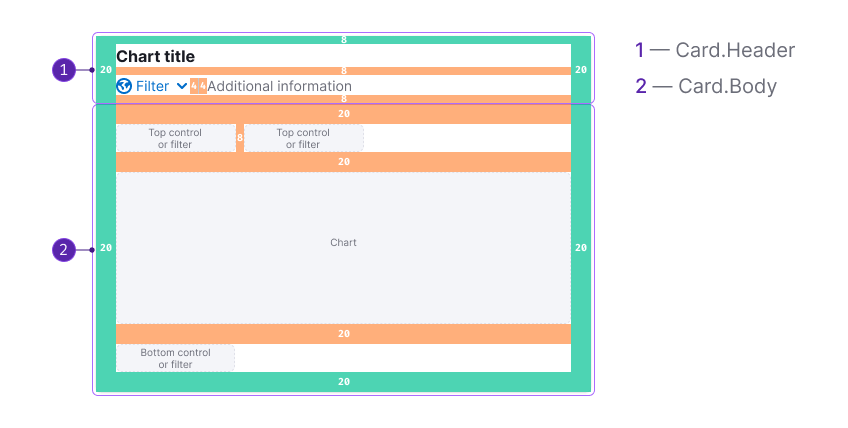 8
Chart title
1
20
8
20
Filter
4 4
Additional information
8
20
Top control
or filter
8
Top control
or filter
20
Chart
2
20
20
20
Bottom control
or filter
20
1 — Card.Header
2 — Card.Body